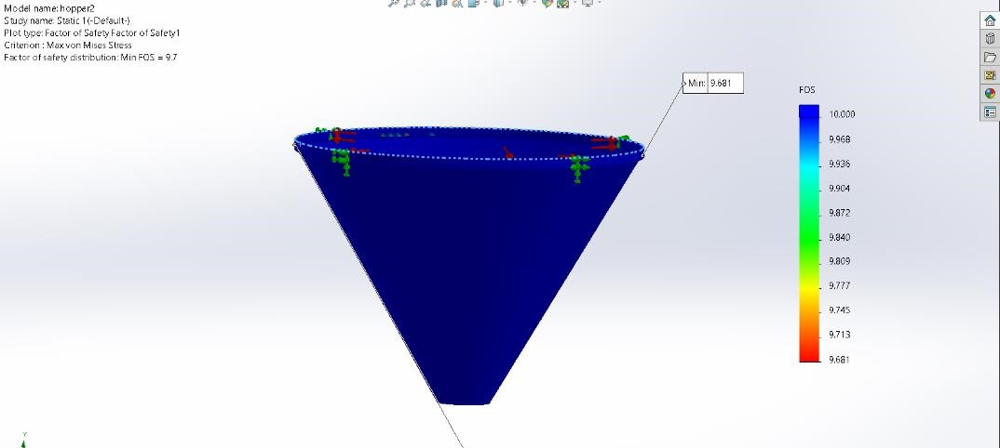 Model name: hopper2
Study name: Static 1(-Default-)
Plot type: Factor of Safety Factor of Safety1
Criterion : Max von Mises Stress
Factor of safety distribution: Min FOS = 9.7
Min: 9.681
FOS
10.000
9.968
9.936
9.904
9.872
9.840
9.809
9.777
9.745
9.713
9.681
Y